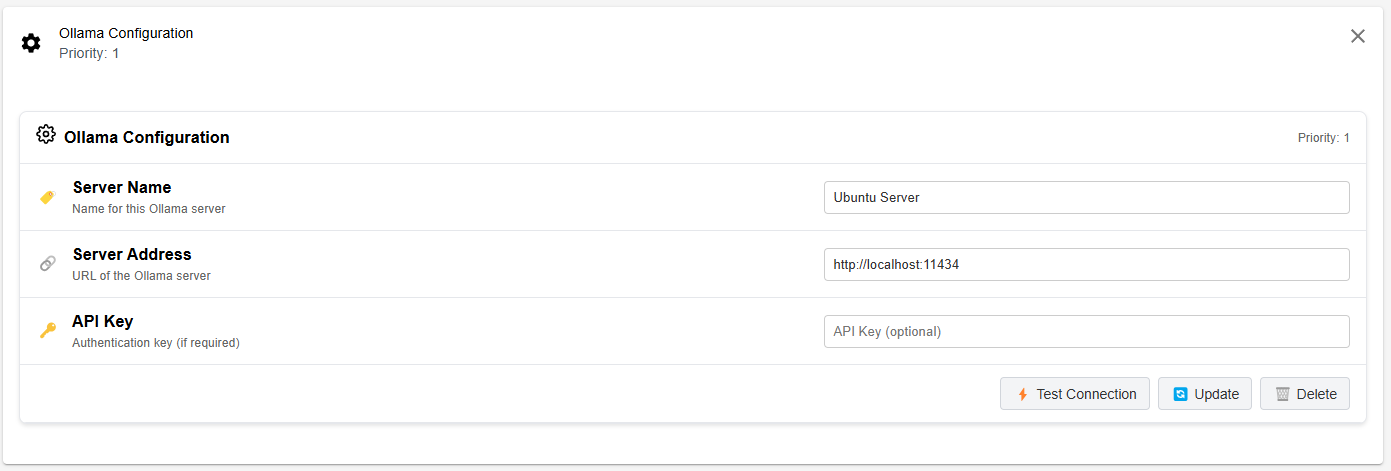 Ollama Configuration
Priority: 1
Ollama Configuration
Priority: 1
Server Name
Name for this Ollama server
Ubuntu Server
Server Address
URL of the Ollama server
http://localhost:11434
API Key
Authentication key (if required)
API Key (optional)
Test Connection
Update
Delete